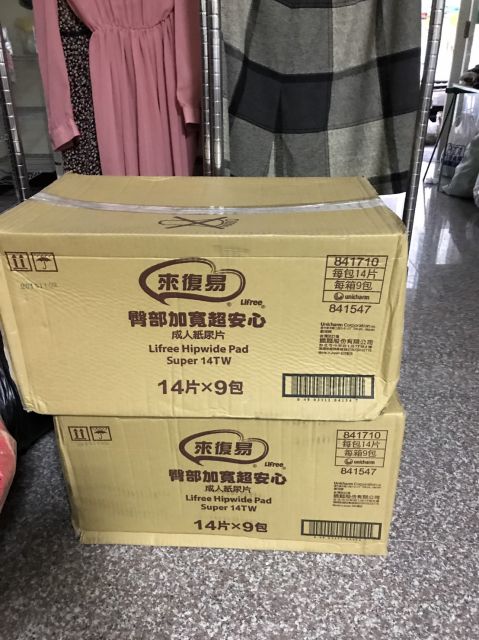 來復易
Lifree®
臀部加寬超安心
成人紙尿片
Lifree Hipwide Pad
Super 14TW
14片×9包
841710
每包14片
每箱9包
unicharm
841547
Unicharm Corporation
來復易
Lifree®
臀部加寬超安心
成人紙尿片
Lifree Hipwide Pad
Super 14TW
14片×9包
841710
每包14片
每箱9包
unicharm
841547